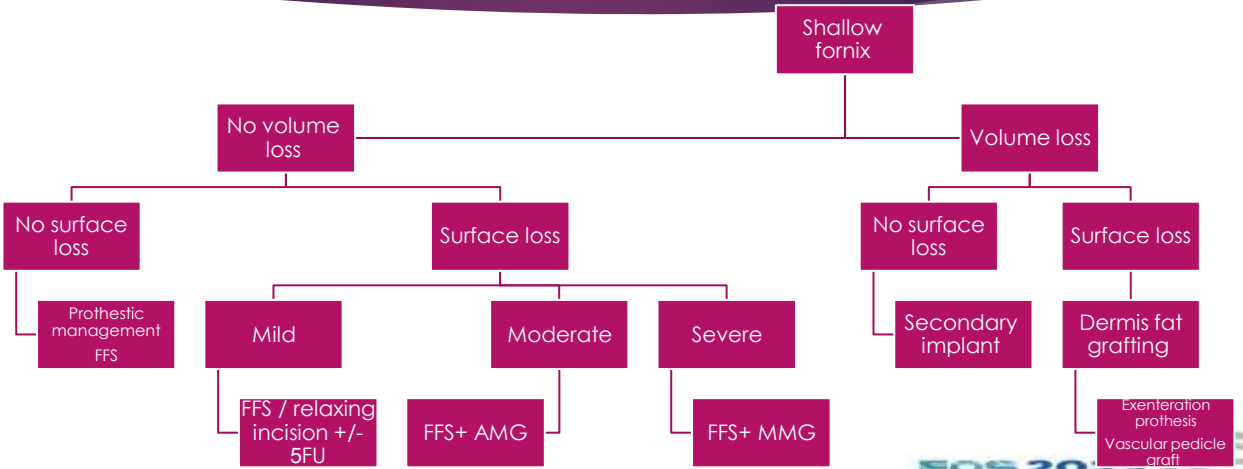 Shallow
fornix
No volume
loss
Volume loss
No surface
loss
Surface loss
No surface
loss
Surface loss
Prothestic
management
FFS
Mild
Moderate
Severe
Secondary
implant
Dermis fat
grafting
FFS / relaxing
incision +/-
5FU
FFS+ AMG
FFS+ MMG
Exenteration
prothesis
Vascular pedicle
graft